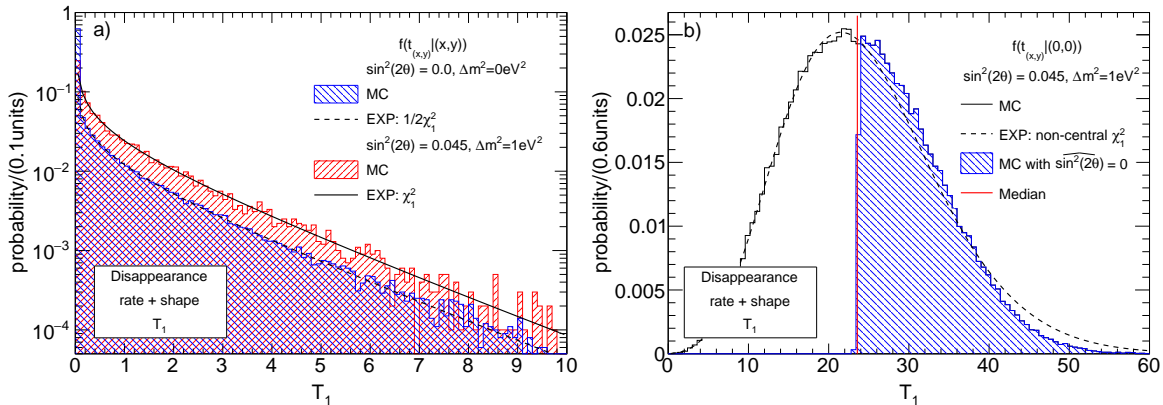 a)
f(t(x,y)|(x,y))
sin²(2θ) = 0.0, Δm²=0eV²
MC
EXP: 1/2χ²₁
sin²(2θ) = 0.045, Δm²=1eV²
MC
EXP: χ²₁
Disappearance
rate + shape
T₁
probability/(0.1units)
1
10⁻¹
10⁻²
10⁻³
10⁻⁴
0 1 2 3 4 5 6 7 8 9 10
T₁
b)
f(t(x,y)|(0,0))
sin²(2θ) = 0.045, Δm²=1eV²
MC
EXP: non-central χ²₁
MC with sin²(2θ) = 0
Median
Disappearance
rate + shape
T₁
probability/(0.6units)
0.025
0.02
0.015
0.01
0.005
0
0 10 20 30 40 50 60
T₁